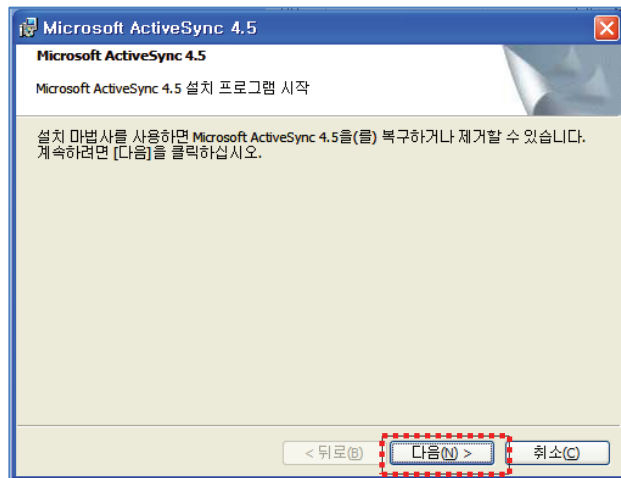 Microsoft ActiveSync 4.5
Microsoft ActiveSync 4.5
Microsoft ActiveSync 4.5 설치 프로그램 시작
설치 마법사를 사용하면 Microsoft ActiveSync 4.5을(를) 복구하거나 제거할 수 있습니다.
계속하려면 [다음]을 클릭하십시오.
< 뒤로(B) 다음(N) > 취소(C)